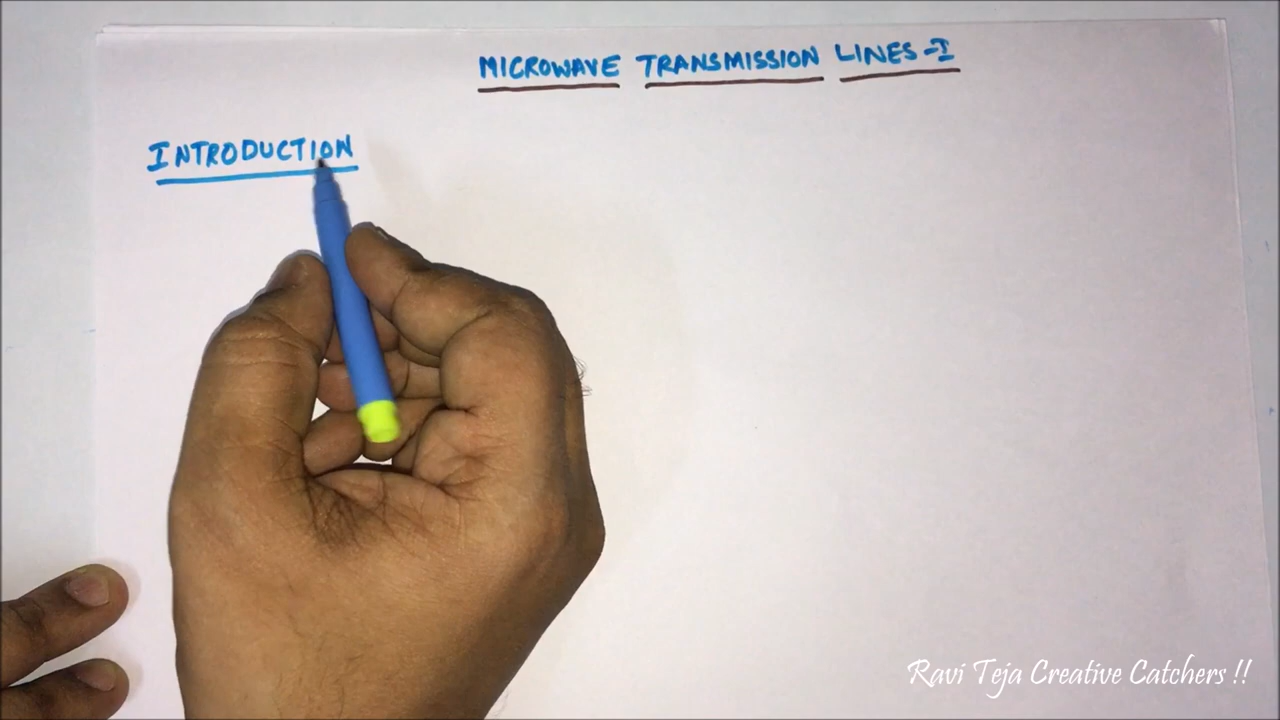 MICROWAVE TRANSMISSION LINES-I
INTRODUCTION
Ravi Teja Creative Catchers !!